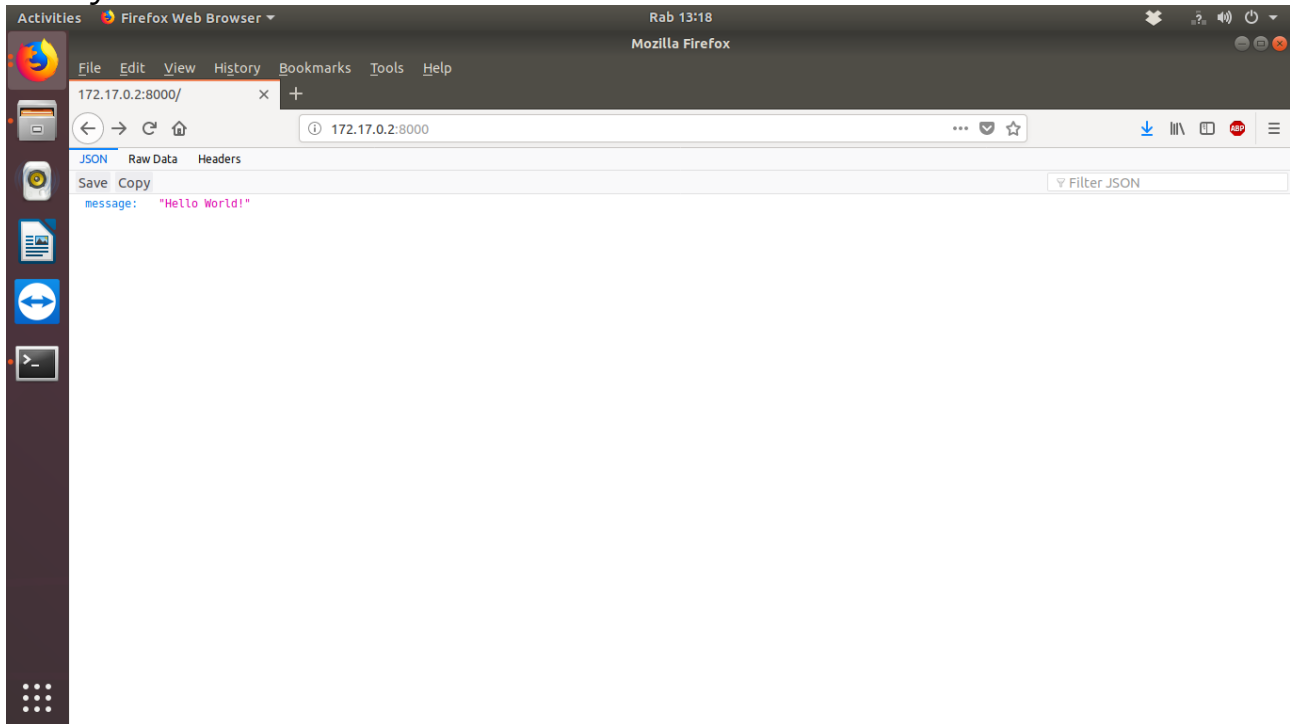 Activities Firefox Web Browser Rab 13:18
Mozilla Firefox
File Edit View History Bookmarks Tools Help
172.17.0.2:8000/
172.17.0.2:8000
ABP
JSON Raw Data Headers
Save Copy Filter JSON
message: "Hello World!"